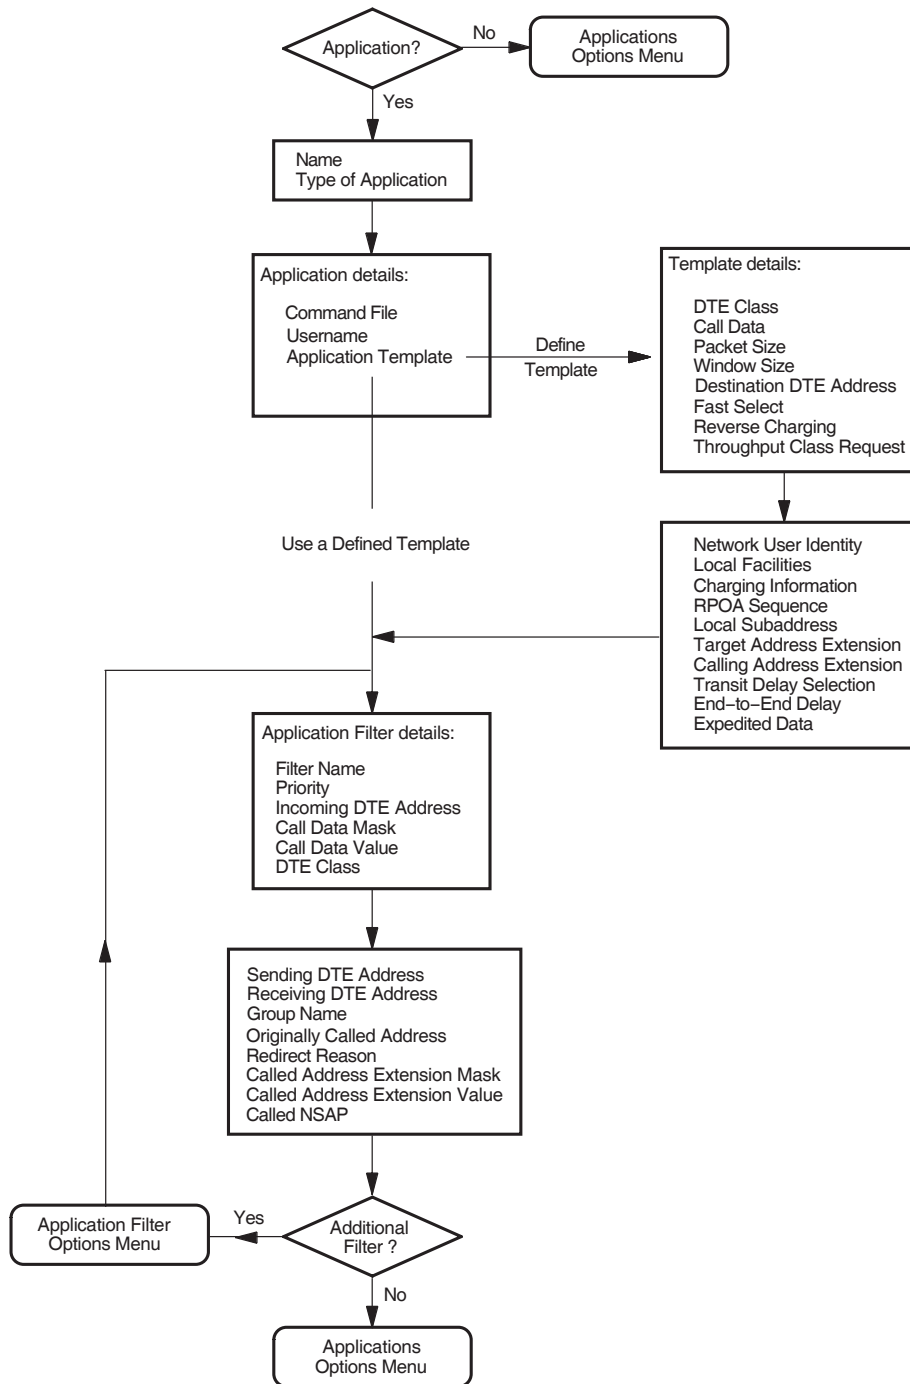 Application?
No
Applications
Options Menu
Yes
Name
Type of Application
Application details:
Command File
Username
Application Template
Define
Template
Template details:
DTE Class
Call Data
Packet Size
Window Size
Destination DTE Address
Fast Select
Reverse Charging
Throughput Class Request
Use a Defined Template
Network User Identity
Local Facilities
Charging Information
RPOA Sequence
Local Subaddress
Target Address Extension
Calling Address Extension
Transit Delay Selection
End–to–End Delay
Expedited Data
Application Filter details:
Filter Name
Priority
Incoming DTE Address
Call Data Mask
Call Data Value
DTE Class
Sending DTE Address
Receiving DTE Address
Group Name
Originally Called Address
Redirect Reason
Called Address Extension Mask
Called Address Extension Value
Called NSAP
Additional
Filter ?
Yes
Application Filter
Options Menu
No
Applications
Options Menu